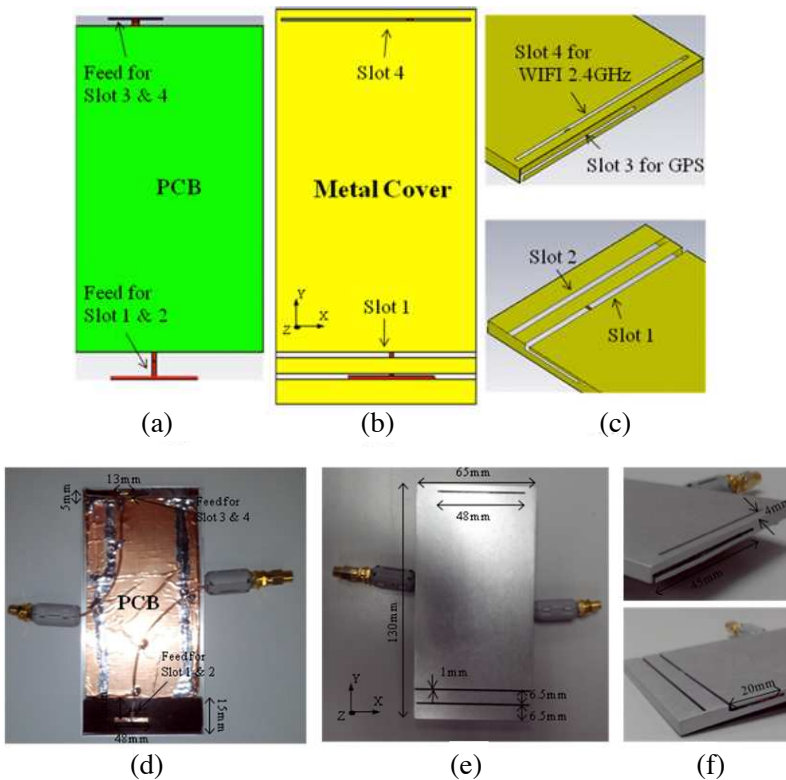 Feed for
Slot 3 & 4
PCB
Feed for
Slot 1 & 2
Slot 4
Metal Cover
Y
Z
X
Slot 1
Slot 4 for
WIFI 2.4GHz
Slot 3 for GPS
Slot 2
Slot 1
(a)
(b)
(c)
13mm
5mm
Feed for
Slot 3 & 4
PCB
Feed for
Slot 1 & 2
48mm
15mm
65mm
48mm
130mm
1mm
Y
Z
X
6.5mm
6.5mm
4mm
45mm
20mm
(d)
(e)
(f)